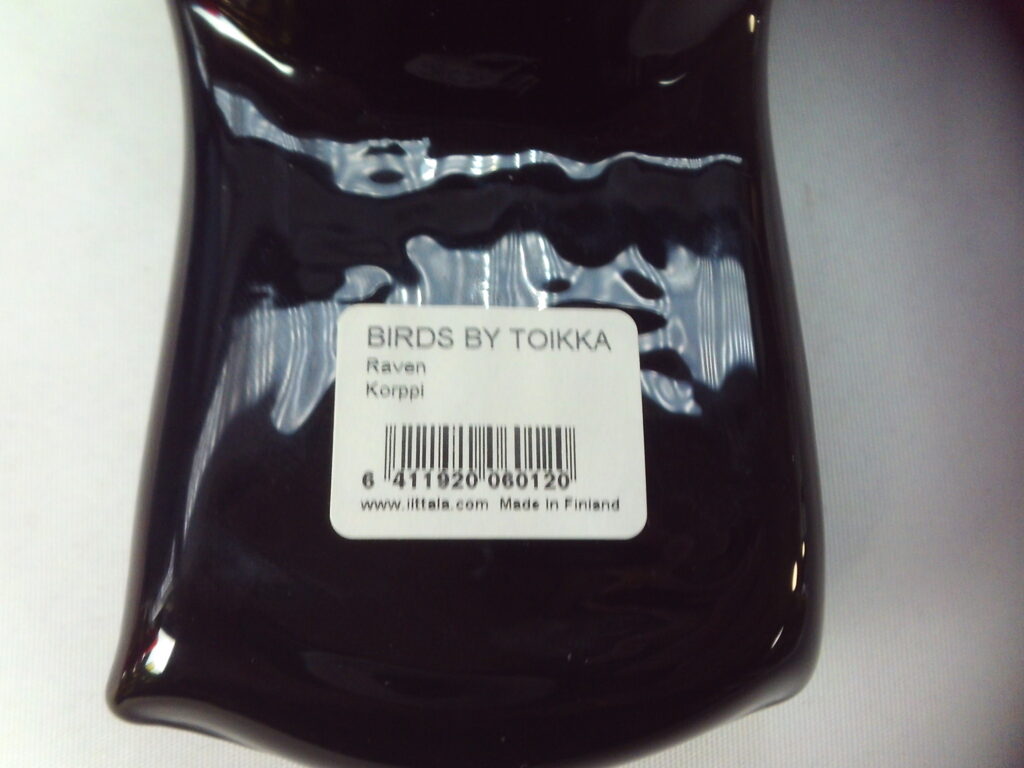 BIRDS BY TOIKKA
Raven
Korppi
6 411920 060120
www.iittala.com Made in Finland